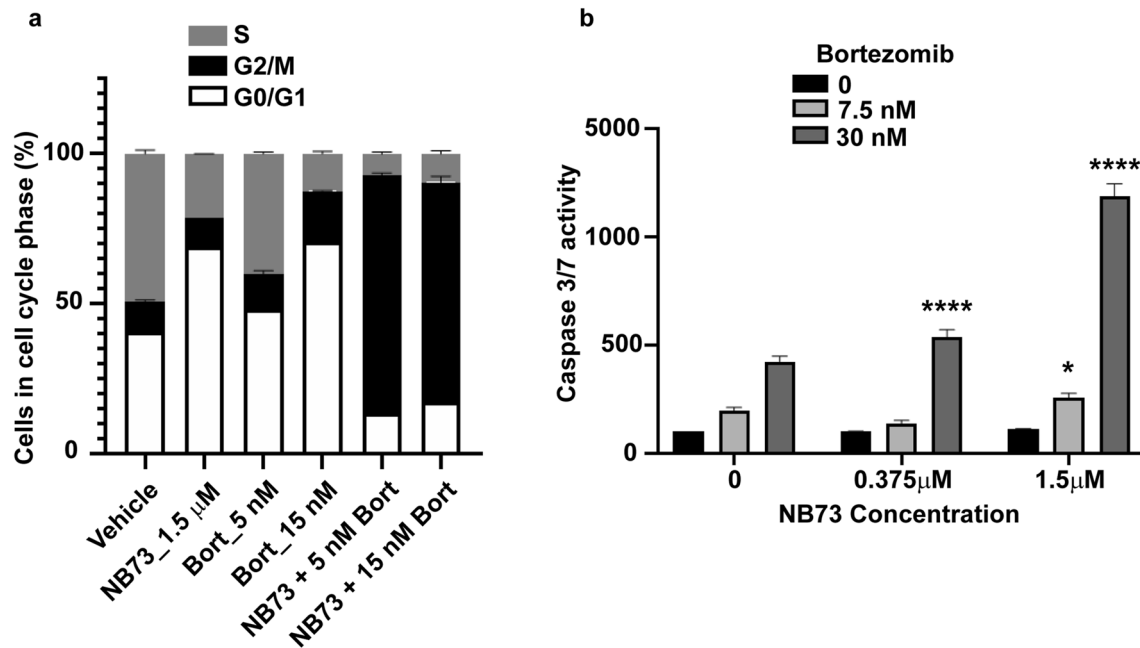 a
S
G2/M
G0/G1
Cells in cell cycle phase (%)
100
50
0
Vehicle
NB73_1.5 μM
Bort_5 nM
Bort_15 nM
NB73 + 5 nM Bort
NB73 + 15 nM Bort
b
Bortezomib
0
7.5 nM
30 nM
Caspase 3/7 activity
5000
1000
500
0
****
*
****
0
0.375μM
1.5μM
NB73 Concentration